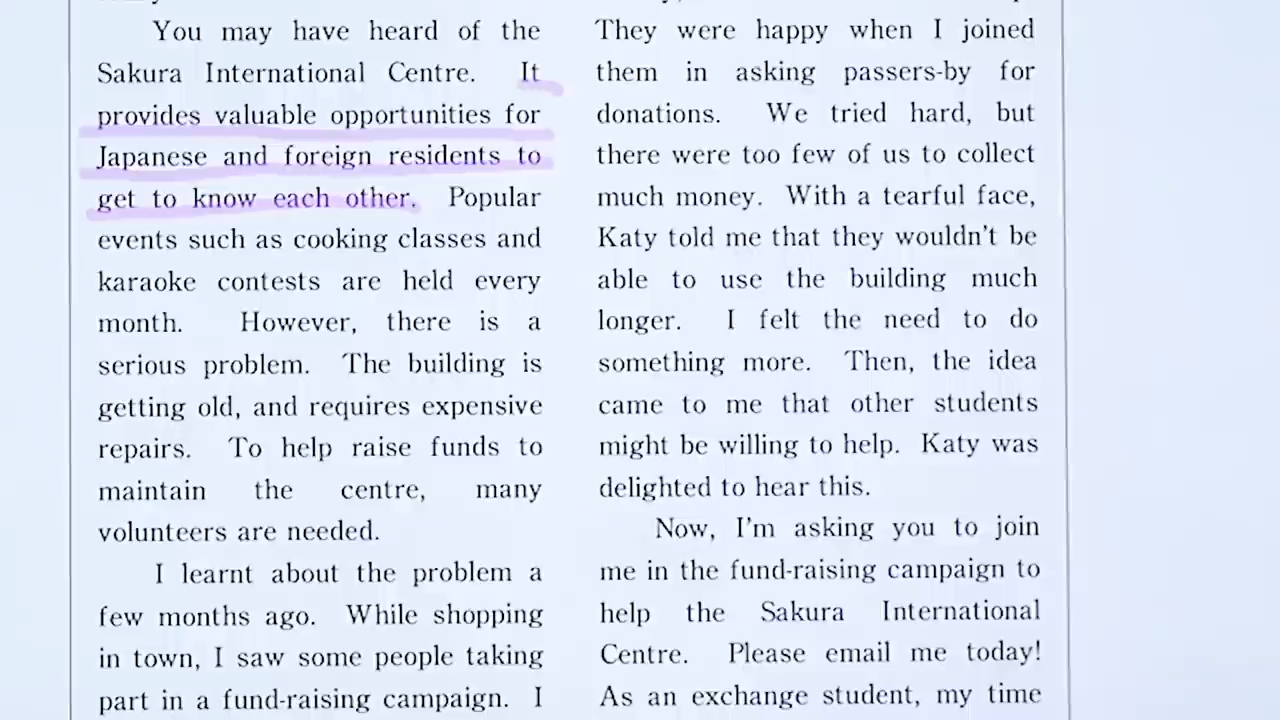 You may have heard of the
Sakura International Centre. It
provides valuable opportunities for
Japanese and foreign residents to
get to know each other. Popular
events such as cooking classes and
karaoke contests are held every
month. However, there is a
serious problem. The building is
getting old, and requires expensive
repairs. To help raise funds to
maintain the centre, many
volunteers are needed.
I learnt about the problem a
few months ago. While shopping
in town, I saw some people taking
part in a fund-raising campaign. I
They were happy when I joined
them in asking passers-by for
donations. We tried hard, but
there were too few of us to collect
much money. With a tearful face,
Katy told me that they wouldn't be
able to use the building much
longer. I felt the need to do
something more. Then, the idea
came to me that other students
might be willing to help. Katy was
delighted to hear this.
Now, I'm asking you to join
me in the fund-raising campaign to
help the Sakura International
Centre. Please email me today!
As an exchange student, my time